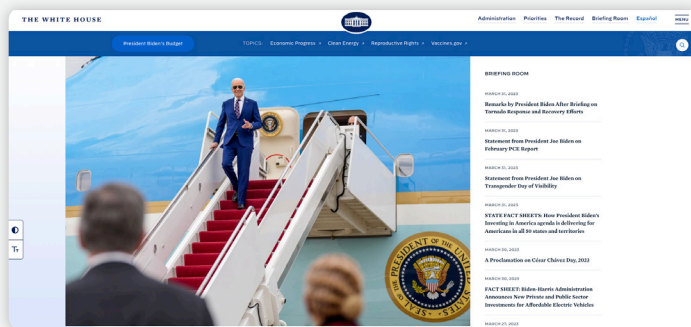 THE WHITE HOUSE
Administration Priorities The Record Briefing Room Español
MENU
President Biden's Budget
TOPICS: Economic Progress Clean Energy Reproductive Rights Vaccines.gov
BRIEFING ROOM
MARCH 31, 2023
Remarks by President Biden After Briefing on
Tornado Response and Recovery Efforts
MARCH 31, 2023
Statement from President Joe Biden on
February PCE Report
MARCH 31, 2023
Statement from President Joe Biden on
Transgender Day of Visibility
MARCH 31, 2023
STATE FACT SHEETS: How President Biden's
Investing in America agenda is delivering for
Americans in all 50 states and territories
MARCH 30, 2023
A Proclamation on César Chávez Day, 2023
MARCH 30, 2023
FACT SHEET: Biden-Harris Administration
Announces New Private and Public Sector
Investments for Affordable Electric Vehicles
MARCH 27, 2023
Tt
PRESIDENT OF THE